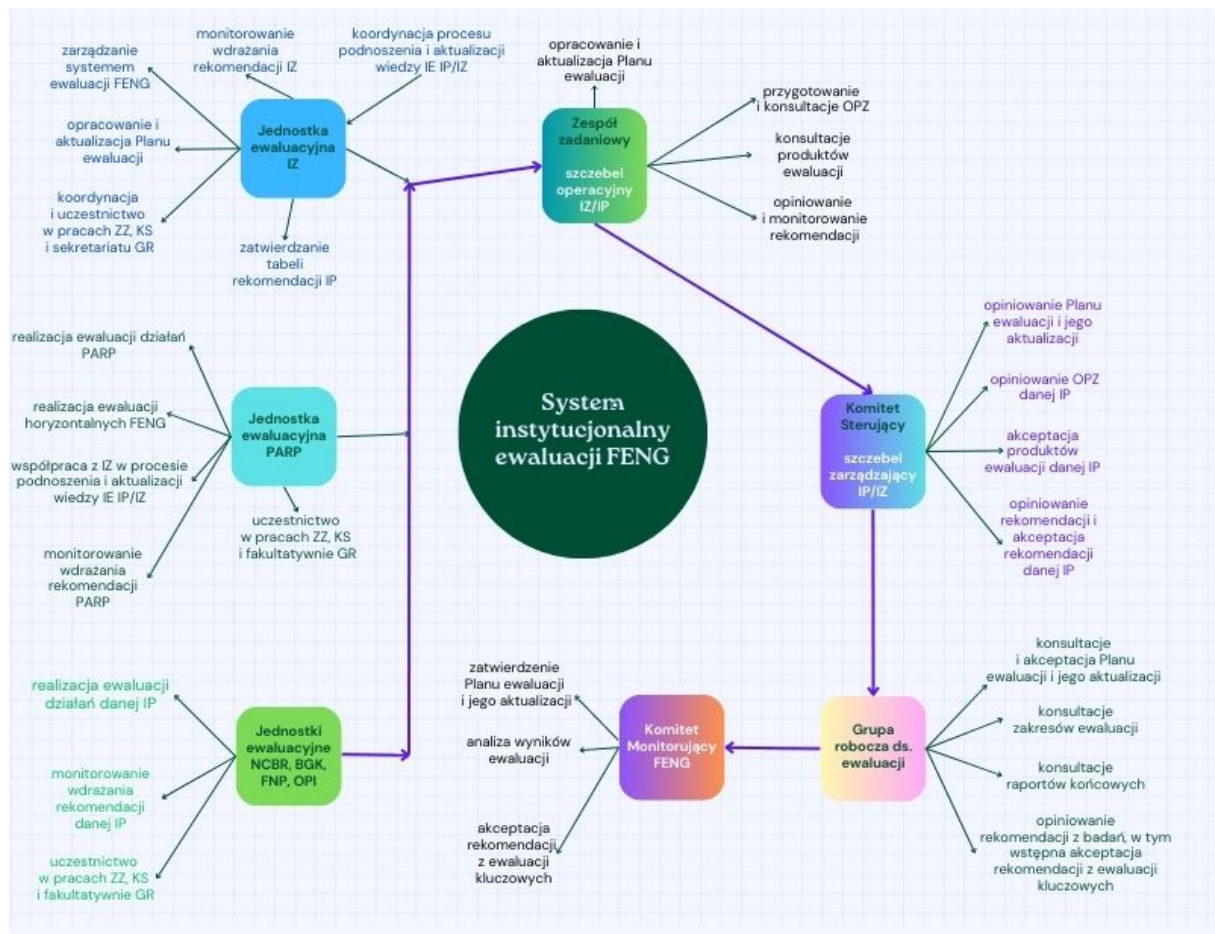 zarządzanie
systemem
ewaluacji FENG
monitorowanie
wdrażania
rekomendacji IZ
koordynacja procesu
podnoszenia i aktualizacji
wiedzy IE IP/IZ
opracowanie i
aktualizacja Planu
ewaluacji
Jednostka
ewaluacyjna
IZ
koordynacja
i uczestnictwo
w pracach ZZ, KS
i sekretariatu GR
zatwierdzanie
tabeli
rekomendacji IP
opracowanie i
aktualizacja Planu
ewaluacji
Zespół
zadaniowy
szczebel
operacyjny
IZ/IP
przygotowanie
i konsultacje OPZ
konsultacje
produktów
ewaluacji
opiniowanie
i monitorowanie
rekomendacji
realizacja ewaluacji działań
PARP
realizacja ewaluacji
horyzontalnych FENG
Jednostka
ewaluacyjna
PARP
współpraca z IZ w procesie
podnoszenia i aktualizacji
wiedzy IE IP/IZ
uczestnictwo
w pracach ZZ, KS
i fakultatywnie GR
monitorowanie
wdrażania
rekomendacji
PARP
System
instytucjonalny
ewaluacji FENG
Komitet
Sterujący
szczebel
zarządzający
IP/IZ
opiniowanie Planu
ewaluacji i jego
aktualizacji
opiniowanie OPZ
danej IP
akceptacja
produktów
ewaluacji danej IP
opiniowanie
rekomendacji i
akceptacja
rekomendacji
danej IP
realizacja ewaluacji
działań danej IP
Jednostki
ewaluacyjne
NCBR, BGK,
FNP, OPI
monitorowanie
wdrażania
rekomendacji
danej IP
uczestnictwo
w pracach ZZ, KS
i fakultatywnie GR
zatwierdzenie
Planu ewaluacji
i jego aktualizacji
analiza wyników
ewaluacji
akceptacja
rekomendacji
z ewaluacji
kluczowych
Komitet
Monitorujący
FENG
Grupa
robocza ds.
ewaluacji
konsultacje
i akceptacja Planu
ewaluacji i jego aktualizacji
konsultacje
zakresów ewaluacji
konsultacje
raportów końcowych
opiniowanie
rekomendacji z badań, w tym
wstępna akceptacja
rekomendacji z ewaluacji
kluczowych